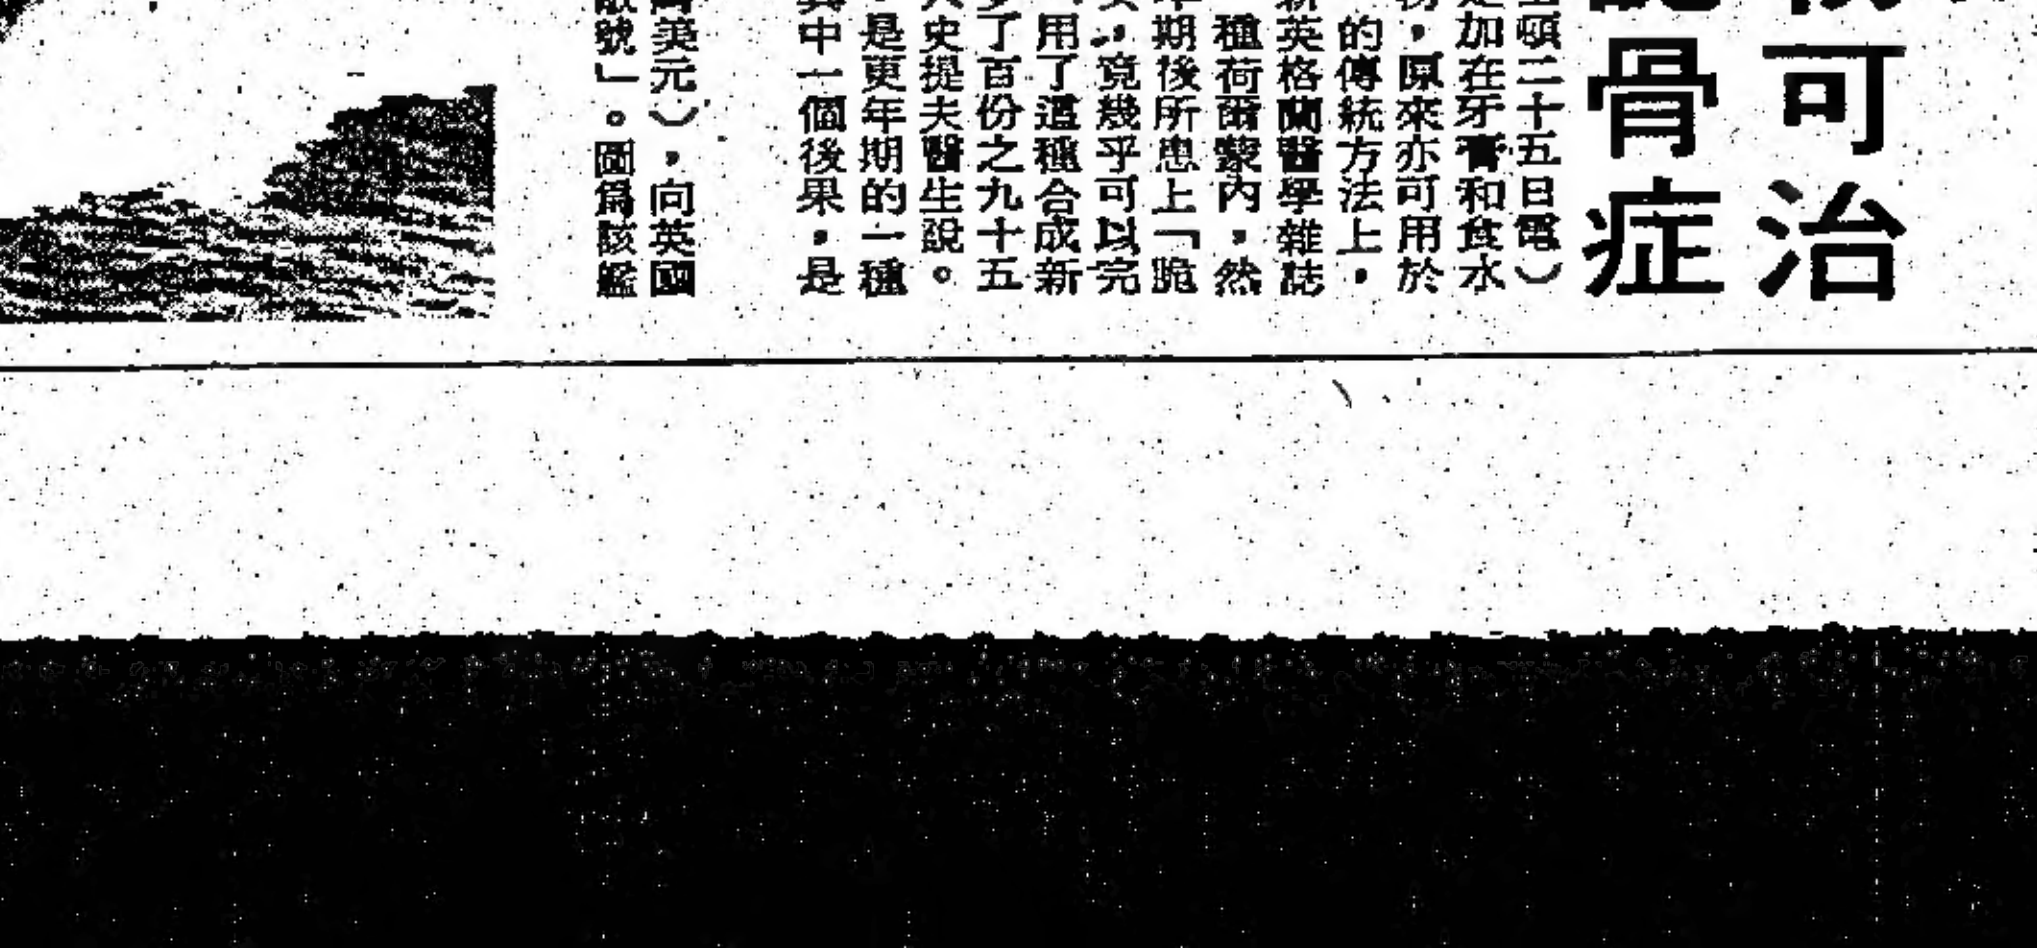 可治
骨症
頓二十五日電）
加在牙膏和食水
，原來亦可用於
的傳統方法上，
英格蘭醫學雜誌
種荷爾蒙內，然
期後所患上「脆
，竟幾乎可以完
用了這種合成新
了百份之九十五
史提夫醫生說。
是更年期的一種
中一個後果，是
美元），向英國
號」。圖爲該艦